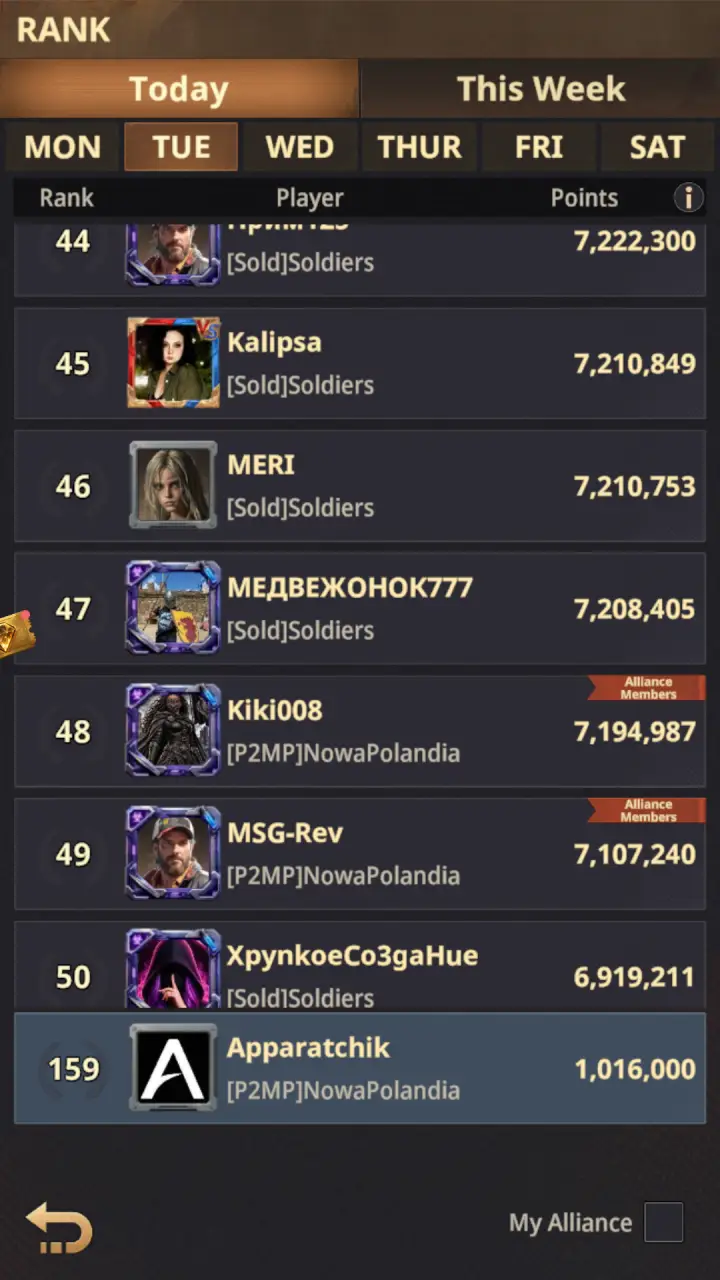 RANK
Today
This Week
MON
TUE
WED
THUR
FRI
SAT
Rank
Player
Points
44
[Sold]Soldiers
7,222,300
45
Kalipsa
[Sold]Soldiers
7,210,849
46
MERI
[Sold]Soldiers
7,210,753
47
МЕДВЕЖОНОК777
[Sold]Soldiers
7,208,405
Alliance
Members
48
Kiki008
[P2MP]NowaPolandia
7,194,987
Alliance
Members
49
MSG-Rev
[P2MP]NowaPolandia
7,107,240
50
XpynkoeCo3gaHue
[Sold]Soldiers
6,919,211
159
Apparatchik
[P2MP]NowaPolandia
1,016,000
My Alliance